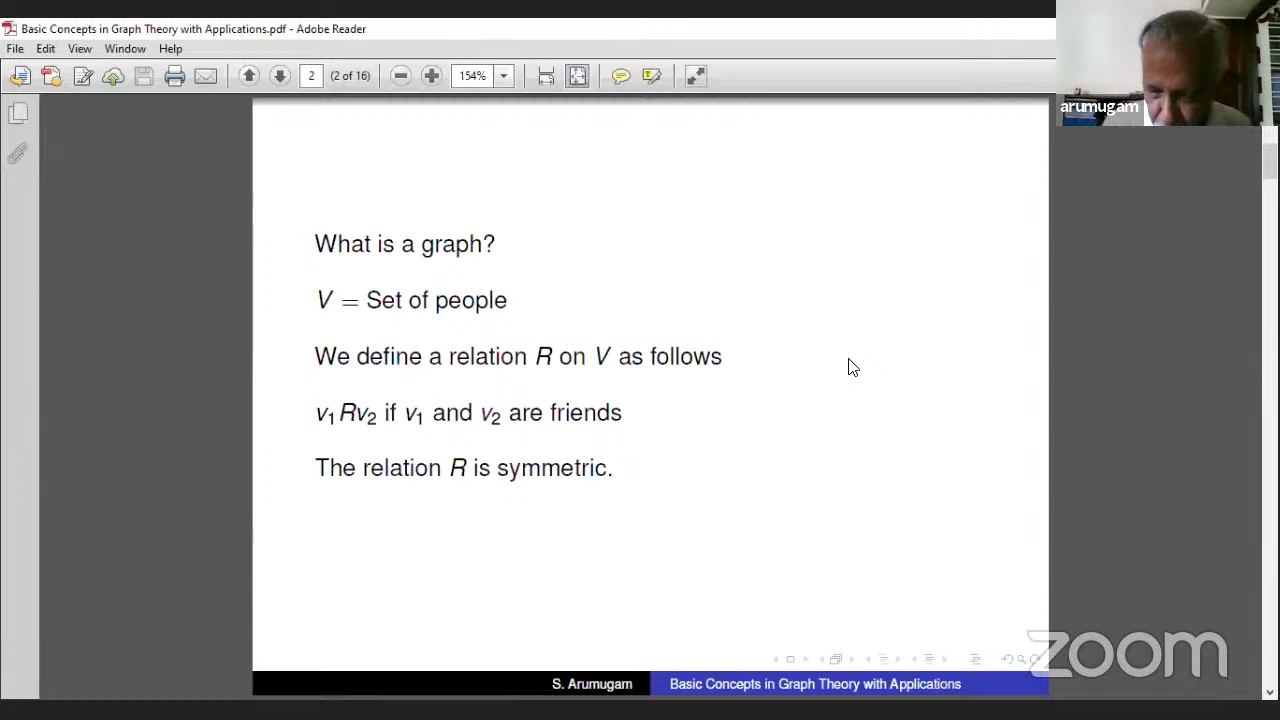 Basic Concepts in Graph Theory with Applications.pdf - Adobe Reader
File Edit View Window Help
2 (2 of 16) 154%
arumugam
What is a graph?
V = Set of people
We define a relation R on V as follows
v₁Rv₂ if v₁ and v₂ are friends
The relation R is symmetric.
zoom
S. Arumugam Basic Concepts in Graph Theory with Applications